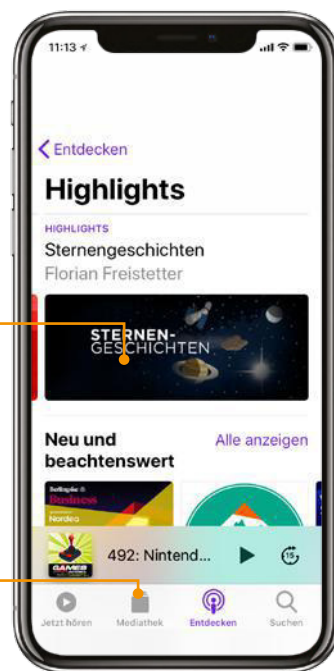 11:13
Entdecken
Highlights
HIGHLIGHTS
Sternengeschichten
Florian Freistetter
STERNEN-
GESCHICHTEN
Neu und
beachtenswert
Alle anzeigen
Business
Nordea
GAMES
492: Nintend...
15
Jetzt hören
Mediathek
Entdecken
Suchen